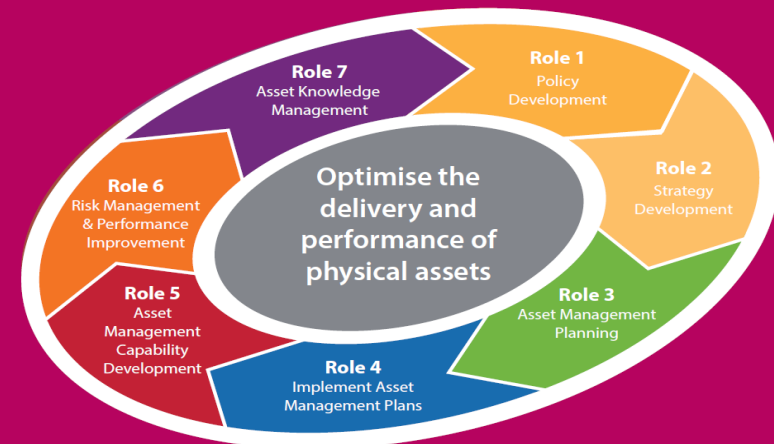 Role 1
Policy
Development
Role 2
Strategy
Development
Role 3
Asset Management
Planning
Role 4
Implement Asset
Management Plans
Role 5
Asset
Management
Capability
Development
Role 6
Risk Management
& Performance
Improvement
Role 7
Asset Knowledge
Management
Optimise the
delivery and
performance of
physical assets